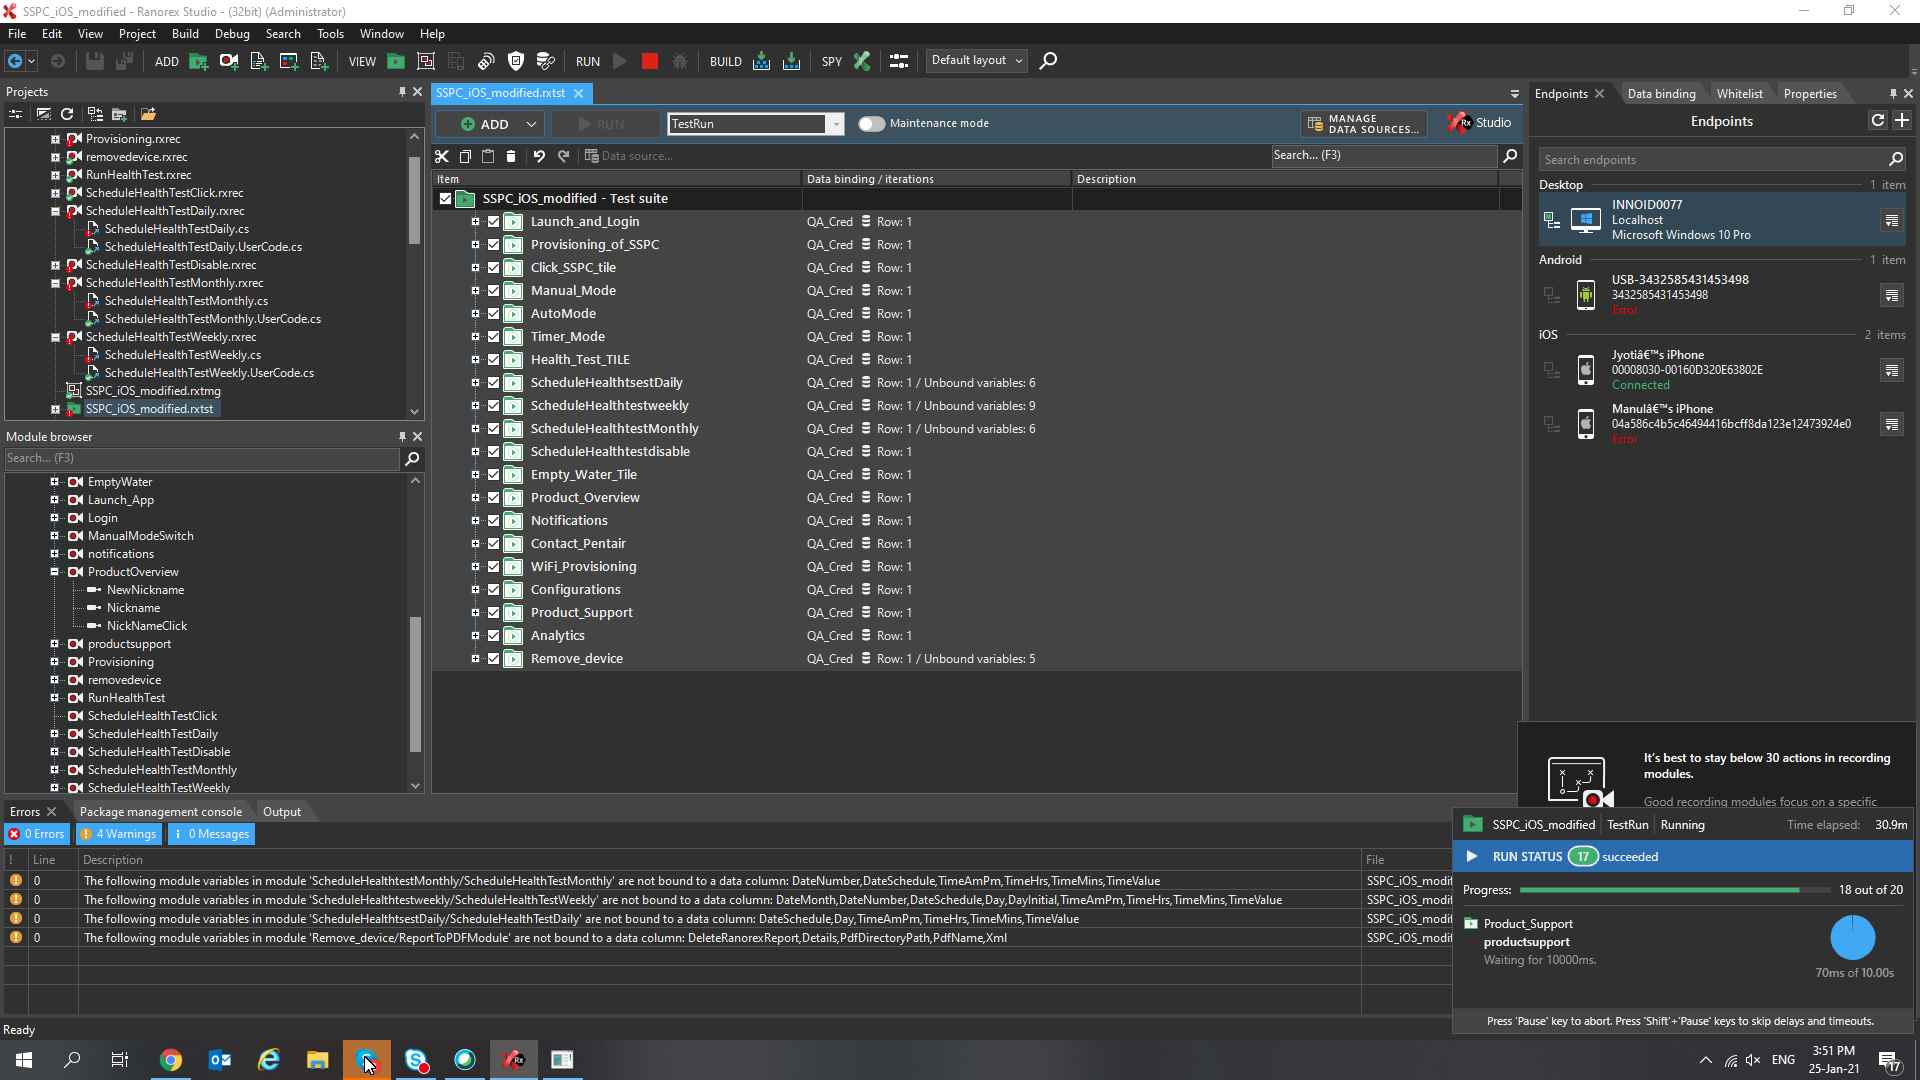 SSPC_iOS_modified - Ranorex Studio - (32bit) (Administrator)
File Edit View Project Build Debug Search Tools Window Help
ADD VIEW RUN BUILD SPY Default layout
Projects
Provisioning.rxrec
removedevice.rxrec
RunHealthTest.rxrec
ScheduleHealthTestClick.rxrec
ScheduleHealthTestDaily.rxrec
ScheduleHealthTestDaily.cs
ScheduleHealthTestDaily.UserCode.cs
ScheduleHealthTestDisable.rxrec
ScheduleHealthTestMonthly.rxrec
ScheduleHealthTestMonthly.cs
ScheduleHealthTestMonthly.UserCode.cs
ScheduleHealthTestWeekly.rxrec
ScheduleHealthTestWeekly.cs
ScheduleHealthTestWeekly.UserCode.cs
SSPC_iOS_modified.rxtmg
SSPC_iOS_modified.rxtst
Module browser
Search... (F3)
EmptyWater
Launch_App
Login
ManualModeSwitch
notifications
ProductOverview
NewNickname
Nickname
NickNameClick
productsupport
Provisioning
removedevice
RunHealthTest
ScheduleHealthTestClick
ScheduleHealthTestDaily
ScheduleHealthTestDisable
ScheduleHealthTestMonthly
ScheduleHealthTestWeekly
SSPC_iOS_modified.rxtst
ADD RUN TestRun Maintenance mode MANAGE DATA SOURCES... Rx Studio
Data source... Search... (F3)
Item Data binding / iterations Description
SSPC_iOS_modified - Test suite
Launch_and_Login QA_Cred Row: 1
Provisioning_of_SSPC QA_Cred Row: 1
Click_SSPC_tile QA_Cred Row: 1
Manual_Mode QA_Cred Row: 1
AutoMode QA_Cred Row: 1
Timer_Mode QA_Cred Row: 1
Health_Test_TILE QA_Cred Row: 1
ScheduleHealthtsestDaily QA_Cred Row: 1 / Unbound variables: 6
ScheduleHealthtestweekly QA_Cred Row: 1 / Unbound variables: 9
ScheduleHealthtestMonthly QA_Cred Row: 1 / Unbound variables: 6
ScheduleHealthtestdisable QA_Cred Row: 1
Empty_Water_Tile QA_Cred Row: 1
Product_Overview QA_Cred Row: 1
Notifications QA_Cred Row: 1
Contact_Pentair QA_Cred Row: 1
WiFi_Provisioning QA_Cred Row: 1
Configurations QA_Cred Row: 1
Product_Support QA_Cred Row: 1
Analytics QA_Cred Row: 1
Remove_device QA_Cred Row: 1 / Unbound variables: 5
Endpoints Data binding Whitelist Properties
Endpoints
Search endpoints
Desktop 1 item
INNOID0077
Localhost
Microsoft Windows 10 Pro
Android 1 item
USB-3432585431453498
3432585431453498
Error
iOS 2 items
Jyotiâ€™s iPhone
00008030-00160D320E63802E
Connected
Manulâ€™s iPhone
04a586c4b5c46494416bcff8da123e12473924e0
Error
It's best to stay below 30 actions in recording modules.
Good recording modules focus on a specific
Errors Package management console Output
0 Errors 4 Warnings 0 Messages
! Line Description File
0 The following module variables in module 'ScheduleHealthtestMonthly/ScheduleHealthTestMonthly' are not bound to a data column: DateNumber,DateSchedule,TimeAmPm,TimeHrs,TimeMins,TimeValue SSPC_iOS_modif
0 The following module variables in module 'ScheduleHealthtestweekly/ScheduleHealthTestWeekly' are not bound to a data column: DateMonth,DateNumber,DateSchedule,Day,DayInitial,TimeAmPm,TimeHrs,TimeMins,TimeValue SSPC_iOS_modif
0 The following module variables in module 'ScheduleHealthtsestDaily/ScheduleHealthTestDaily' are not bound to a data column: DateSchedule,Day,TimeAmPm,TimeHrs,TimeMins,TimeValue SSPC_iOS_modif
0 The following module variables in module 'Remove_device/ReportToPDFModule' are not bound to a data column: DeleteRanorexReport,Details,PdfDirectoryPath,PdfName,Xml SSPC_iOS_modif
SSPC_iOS_modified TestRun Running Time elapsed: 30.9m
RUN STATUS 17 succeeded
Progress: 18 out of 20
Product_Support
productsupport
Waiting for 10000ms.
70ms of 10.00s
Press 'Pause' key to abort. Press 'Shift'+'Pause' keys to skip delays and timeouts.
Ready
ENG 3:51 PM
25-Jan-21
17